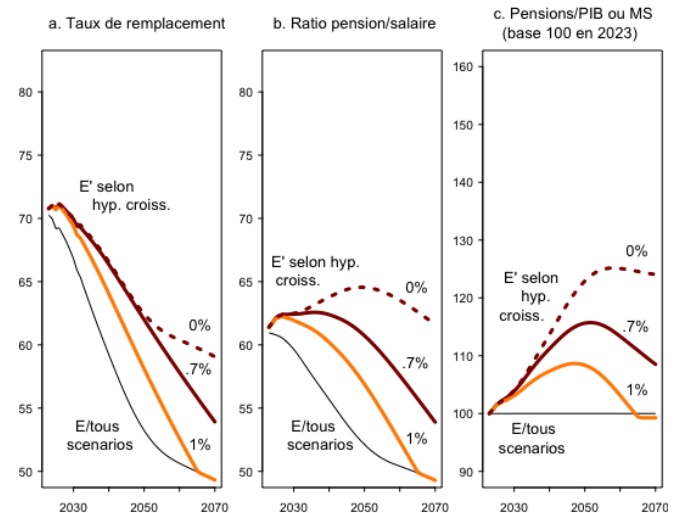 a. Taux de remplacement
80
75
70
65
60
55
50
2030
2050
2070
E' selon
hyp. croiss.
0%
.7%
1%
E/tous
scenarios
b. Ratio pension/salaire
80
75
70
65
60
55
50
2030
2050
2070
E' selon hyp.
croiss.
0%
.7%
1%
E/tous
scenarios
c. Pensions/PIB ou MS
(base 100 en 2023)
160
150
140
130
120
110
100
90
2030
2050
2070
E' selon
hyp.
croiss.
0%
.7%
1%
E/tous
scenarios